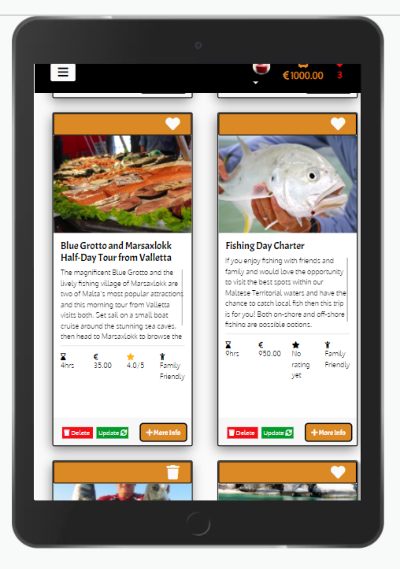 €1000.00
3
Blue Grotto and Marsaxlokk
Half-Day Tour from Valletta
The magnificent Blue Grotto and the
lively fishing village of Marsaxlokk are
two of Malta's most popular attractions
and this morning tour from Valletta
visits both. Set sail on a small boat
cruise around the stunning sea caves,
then head to Marsaxlokk to browse the
4hrs
€
35.00
4.0/5
Family
Friendly
Delete
Update
+ More Info
Fishing Day Charter
If you enjoy fishing with friends and
family and would love the opportunity
to visit the best spots within our
Maltese Territorial waters and have the
chance to catch local fish then this trip
is for you! Both on-shore and off-shore
fishing are possible options.
9hrs
€
950.00
No
rating
yet
Family
Friendly
Delete
Update
+ More Info